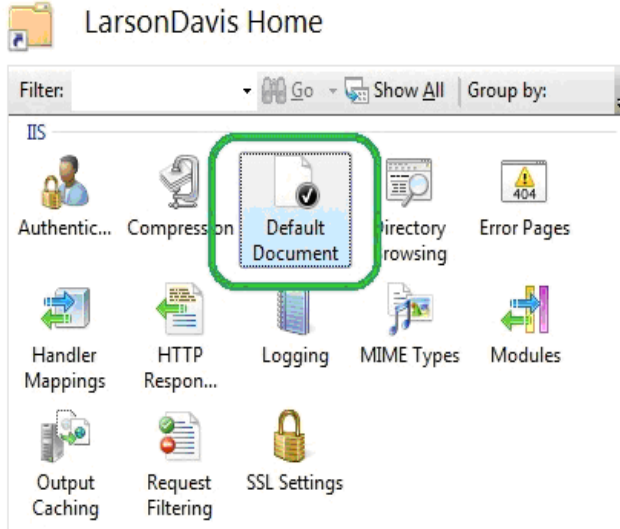 LarsonDavis Home
Filter: Go Show All Group by:
IIS
Authentic... Compression Default Document Directory Browsing Error Pages
404
Handler Mappings HTTP Respon... Logging MIME Types Modules
Output Caching Request Filtering SSL Settings